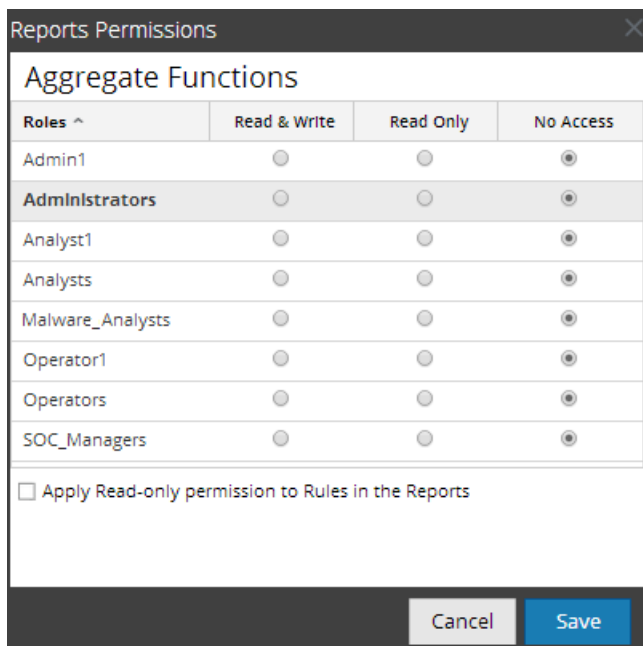 Reports Permissions
Aggregate Functions
Roles Read & Write Read Only No Access
Admin1
Administrators
Analyst1
Analysts
Malware_Analysts
Operator1
Operators
SOC_Managers
Apply Read-only permission to Rules in the Reports
Cancel Save